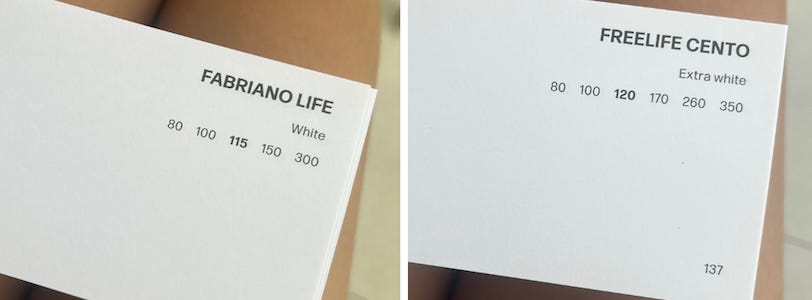 FABRIANO LIFE
White
80 100 115 150 300
FREELIFE CENTO
Extra white
80 100 120 170 260 350
137